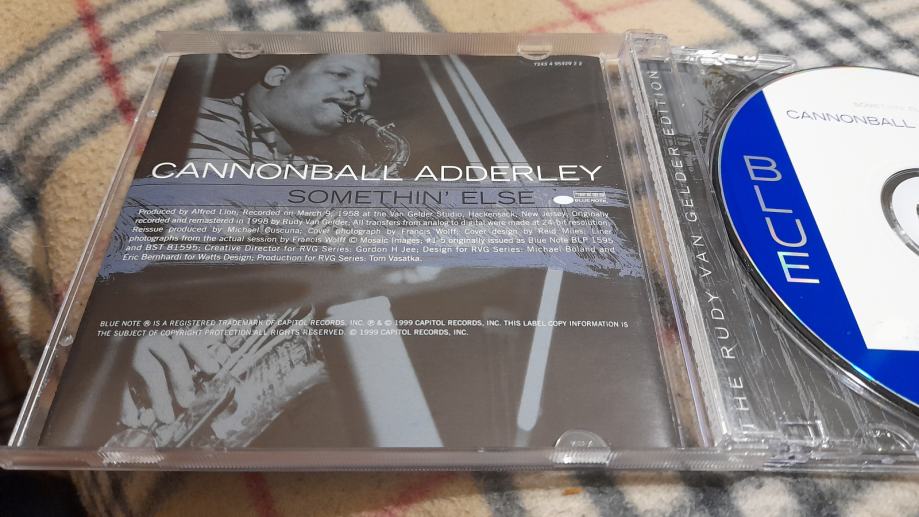 7243 4 95329 2 2
CANNONBALL ADDERLEY
SOMETHIN' ELSE
BLUE NOTE
Produced by Alfred Lion, Recorded on March 9, 1958 at the Van Gelder Studio, Hackensack, New Jersey. Originally
recorded and remastered in 1998 by Rudy Van Gelder. All transfers from analog to digital were made at 24-bit resolution.
Reissue produced by Michael Cuscuna; Cover photograph by Francis Wolff; Cover design by Reid Miles; Liner
photographs from the actual session by Francis Wolff © Mosaic Images; #1-5 originally issued as Blue Note BLP 1595
and BST 81595; Creative Director for RVG Series: Gordon H Jee; Design for RVG Series: Michael Boland and
Eric Bernhardi for Watts Design; Production for RVG Series: Tom Vasatka.
BLUE NOTE ® IS A REGISTERED TRADEMARK OF CAPITOL RECORDS, INC. ℗ & © 1999 CAPITOL RECORDS, INC. THIS LABEL COPY INFORMATION IS
THE SUBJECT OF COPYRIGHT PROTECTION. ALL RIGHTS RESERVED. © 1999 CAPITOL RECORDS, INC.
THE RUDY VAN GELDER EDITION
BLUE
SOMETHIN'
CANNONBALL